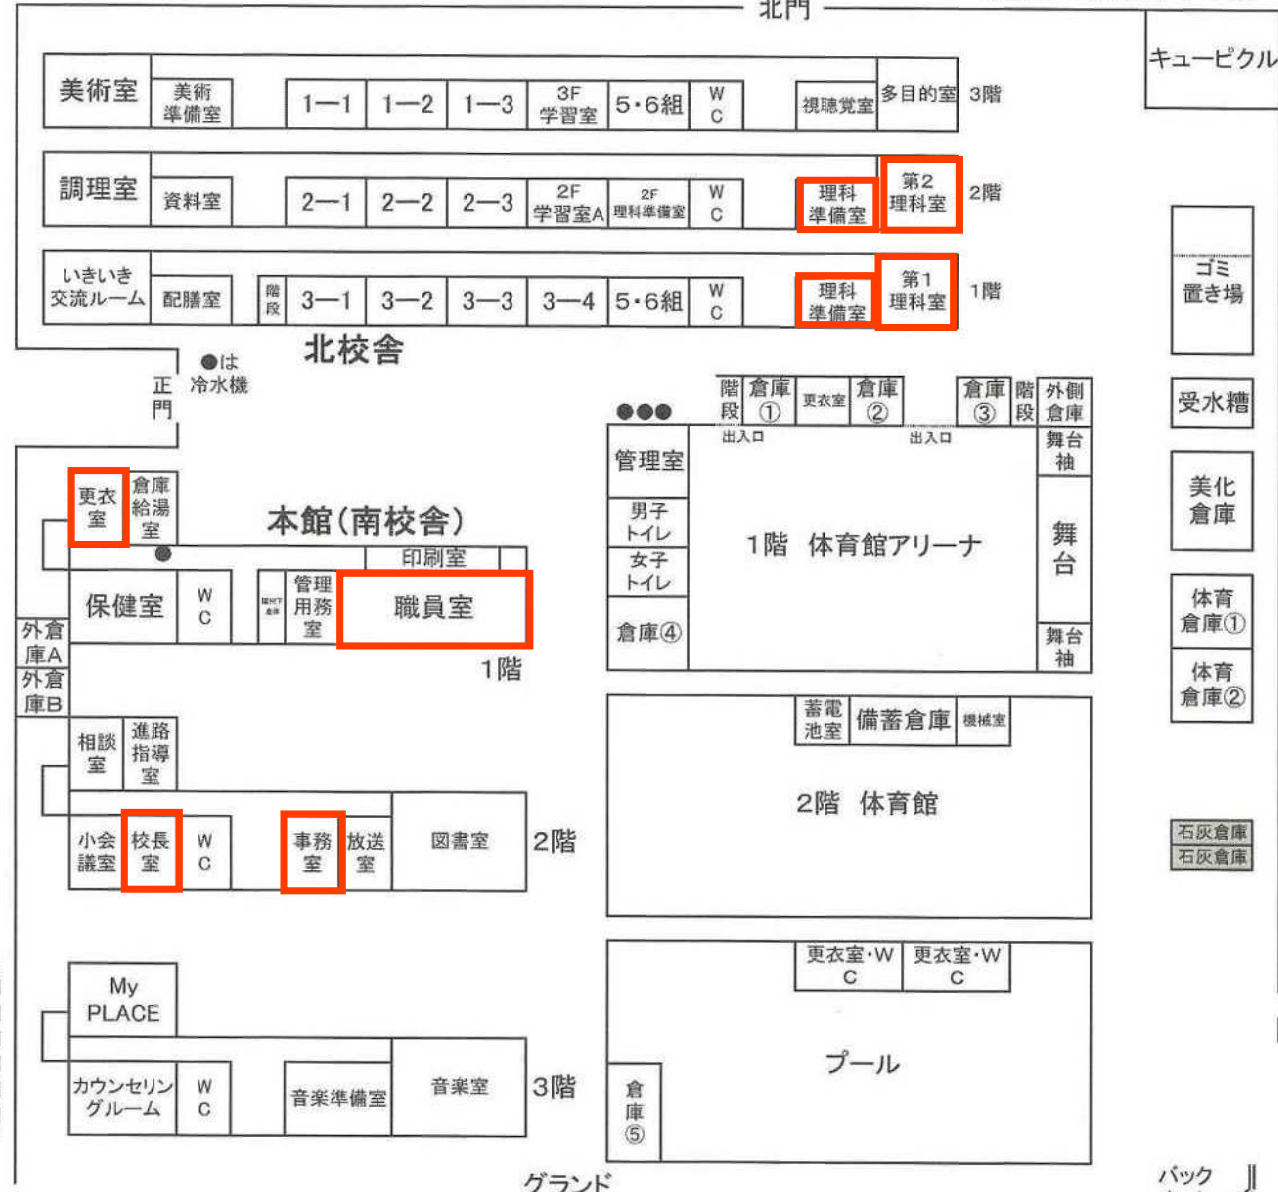 北門
キュービクル
美術室
美術
準備室
1―1
1―2
1―3
3F
学習室
5・6組
W
C
視聴覚室
多目的室
3階
調理室
資料室
2―1
2―2
2―3
2F
学習室A
2F
理科準備室
W
C
理科
準備室
第2
理科室
2階
いきいき
交流ルーム
配膳室
階
段
3―1
3―2
3―3
3―4
5・6組
W
C
理科
準備室
第1
理科室
1階
ゴミ
置き場
北校舎
●は
冷水機
正
門
階
段
倉庫
①
更衣室
倉庫
②
倉庫
③
階
段
外側
倉庫
受水糟
出入口
出入口
管理室
舞台
袖
男子
トイレ
女子
トイレ
倉庫④
1階 体育館アリーナ
舞
台
舞台
袖
美化
倉庫
体育
倉庫①
体育
倉庫②
更衣
室
倉庫
給湯
室
本館(南校舎)
印刷室
保健室
W
C
管理
用務
室
職員室
外倉
庫A
外倉
庫B
1階
相談
室
進路
指導
室
小会
議室
校長
室
W
C
事務
室
放送
室
図書室
2階
蓄電
池室
備蓄倉庫
機械室
2階 体育館
石灰倉庫
石灰倉庫
My
PLACE
カウンセリン
グルーム
W
C
音楽準備室
音楽室
3階
更衣室・W
C
更衣室・W
C
プール
倉
庫
⑤
グランド
バック